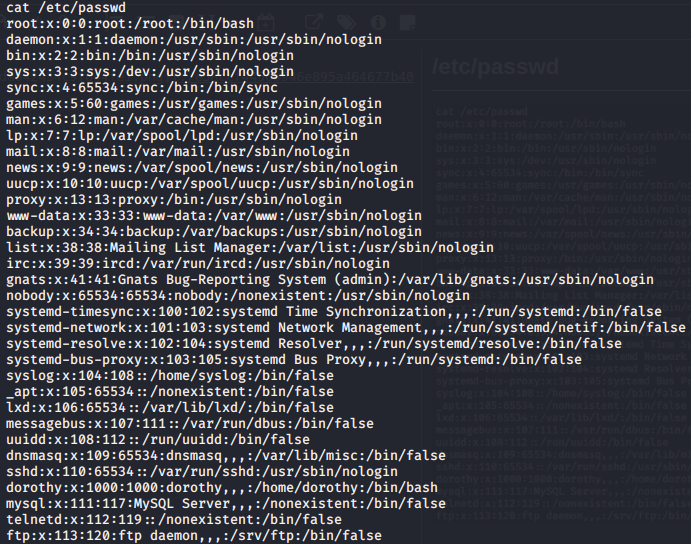 cat /etc/passwd
root:x:0:0:root:/root:/bin/bash
daemon:x:1:1:daemon:/usr/sbin:/usr/sbin/nologin
bin:x:2:2:bin:/bin:/usr/sbin/nologin
sys:x:3:3:sys:/dev:/usr/sbin/nologin
sync:x:4:65534:sync:/bin:/bin/sync
games:x:5:60:games:/usr/games:/usr/sbin/nologin
man:x:6:12:man:/var/cache/man:/usr/sbin/nologin
lp:x:7:7:lp:/var/spool/lpd:/usr/sbin/nologin
mail:x:8:8:mail:/var/mail:/usr/sbin/nologin
news:x:9:9:news:/var/spool/news:/usr/sbin/nologin
uucp:x:10:10:uucp:/var/spool/uucp:/usr/sbin/nologin
proxy:x:13:13:proxy:/bin:/usr/sbin/nologin
www-data:x:33:33:www-data:/var/www:/usr/sbin/nologin
backup:x:34:34:backup:/var/backups:/usr/sbin/nologin
list:x:38:38:Mailing List Manager:/var/list:/usr/sbin/nologin
irc:x:39:39:ircd:/var/run/ircd:/usr/sbin/nologin
gnats:x:41:41:Gnats Bug-Reporting System (admin):/var/lib/gnats:/usr/sbin/nologin
nobody:x:65534:65534:nobody:/nonexistent:/usr/sbin/nologin
systemd-timesync:x:100:102:systemd Time Synchronization,,,:/run/systemd:/bin/false
systemd-network:x:101:103:systemd Network Management,,,:/run/systemd/netif:/bin/false
systemd-resolve:x:102:104:systemd Resolver,,,:/run/systemd/resolve:/bin/false
systemd-bus-proxy:x:103:105:systemd Bus Proxy,,,:/run/systemd:/bin/false
syslog:x:104:108::/home/syslog:/bin/false
_apt:x:105:65534::/nonexistent:/bin/false
lxd:x:106:65534::/var/lib/lxd/:/bin/false
messagebus:x:107:111::/var/run/dbus:/bin/false
uuidd:x:108:112::/run/uuidd:/bin/false
dnsmasq:x:109:65534:dnsmasq,,,:/var/lib/misc:/bin/false
sshd:x:110:65534::/var/run/sshd:/usr/sbin/nologin
dorothy:x:1000:1000:dorothy,,,:/home/dorothy:/bin/bash
mysql:x:111:117:MySQL Server,,,:/nonexistent:/bin/false
telnetd:x:112:119::/nonexistent:/bin/false
ftp:x:113:120:ftp daemon,,,:/srv/ftp:/bin/false
/etc/passwd
cat /etc/passwd
root:x:0:0:root:/root:/bin/bash